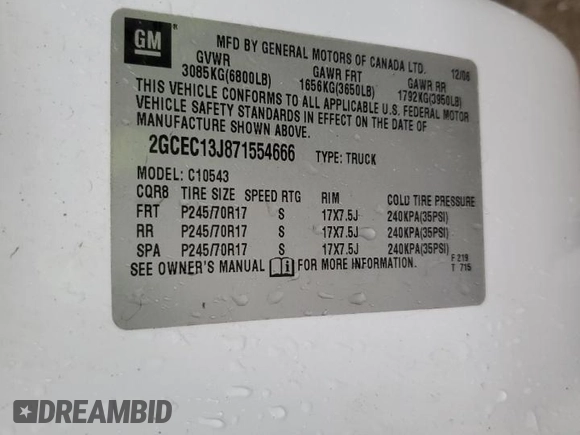 GM
®
MFD BY GENERAL MOTORS OF CANADA LTD. 12/06
GVWR GAWR FRT GAWR RR
3085KG(6800LB) 1656KG(3650LB) 1792KG(3950LB)
THIS VEHICLE CONFORMS TO ALL APPLICABLE U.S. FEDERAL MOTOR
VEHICLE SAFETY STANDARDS IN EFFECT ON THE DATE OF
MANUFACTURE SHOWN ABOVE.
2GCEC13J871554666 TYPE: TRUCK
MODEL: C10543
CQR8 TIRE SIZE SPEED RTG RIM COLD TIRE PRESSURE
FRT P245/70R17 S 17X7.5J 240KPA(35PSI)
RR P245/70R17 S 17X7.5J 240KPA(35PSI)
SPA P245/70R17 S 17X7.5J 240KPA(35PSI)
SEE OWNER'S MANUAL i FOR MORE INFORMATION.
F 219
T 715
DREAMBID